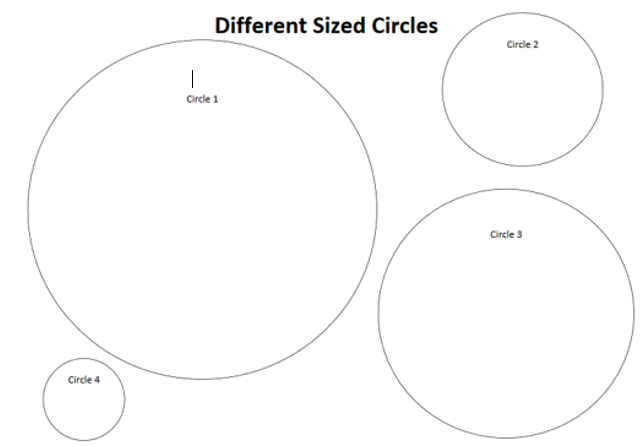 Different Sized Circles
Circle 2
Circle 1
Circle 3
Circle 4